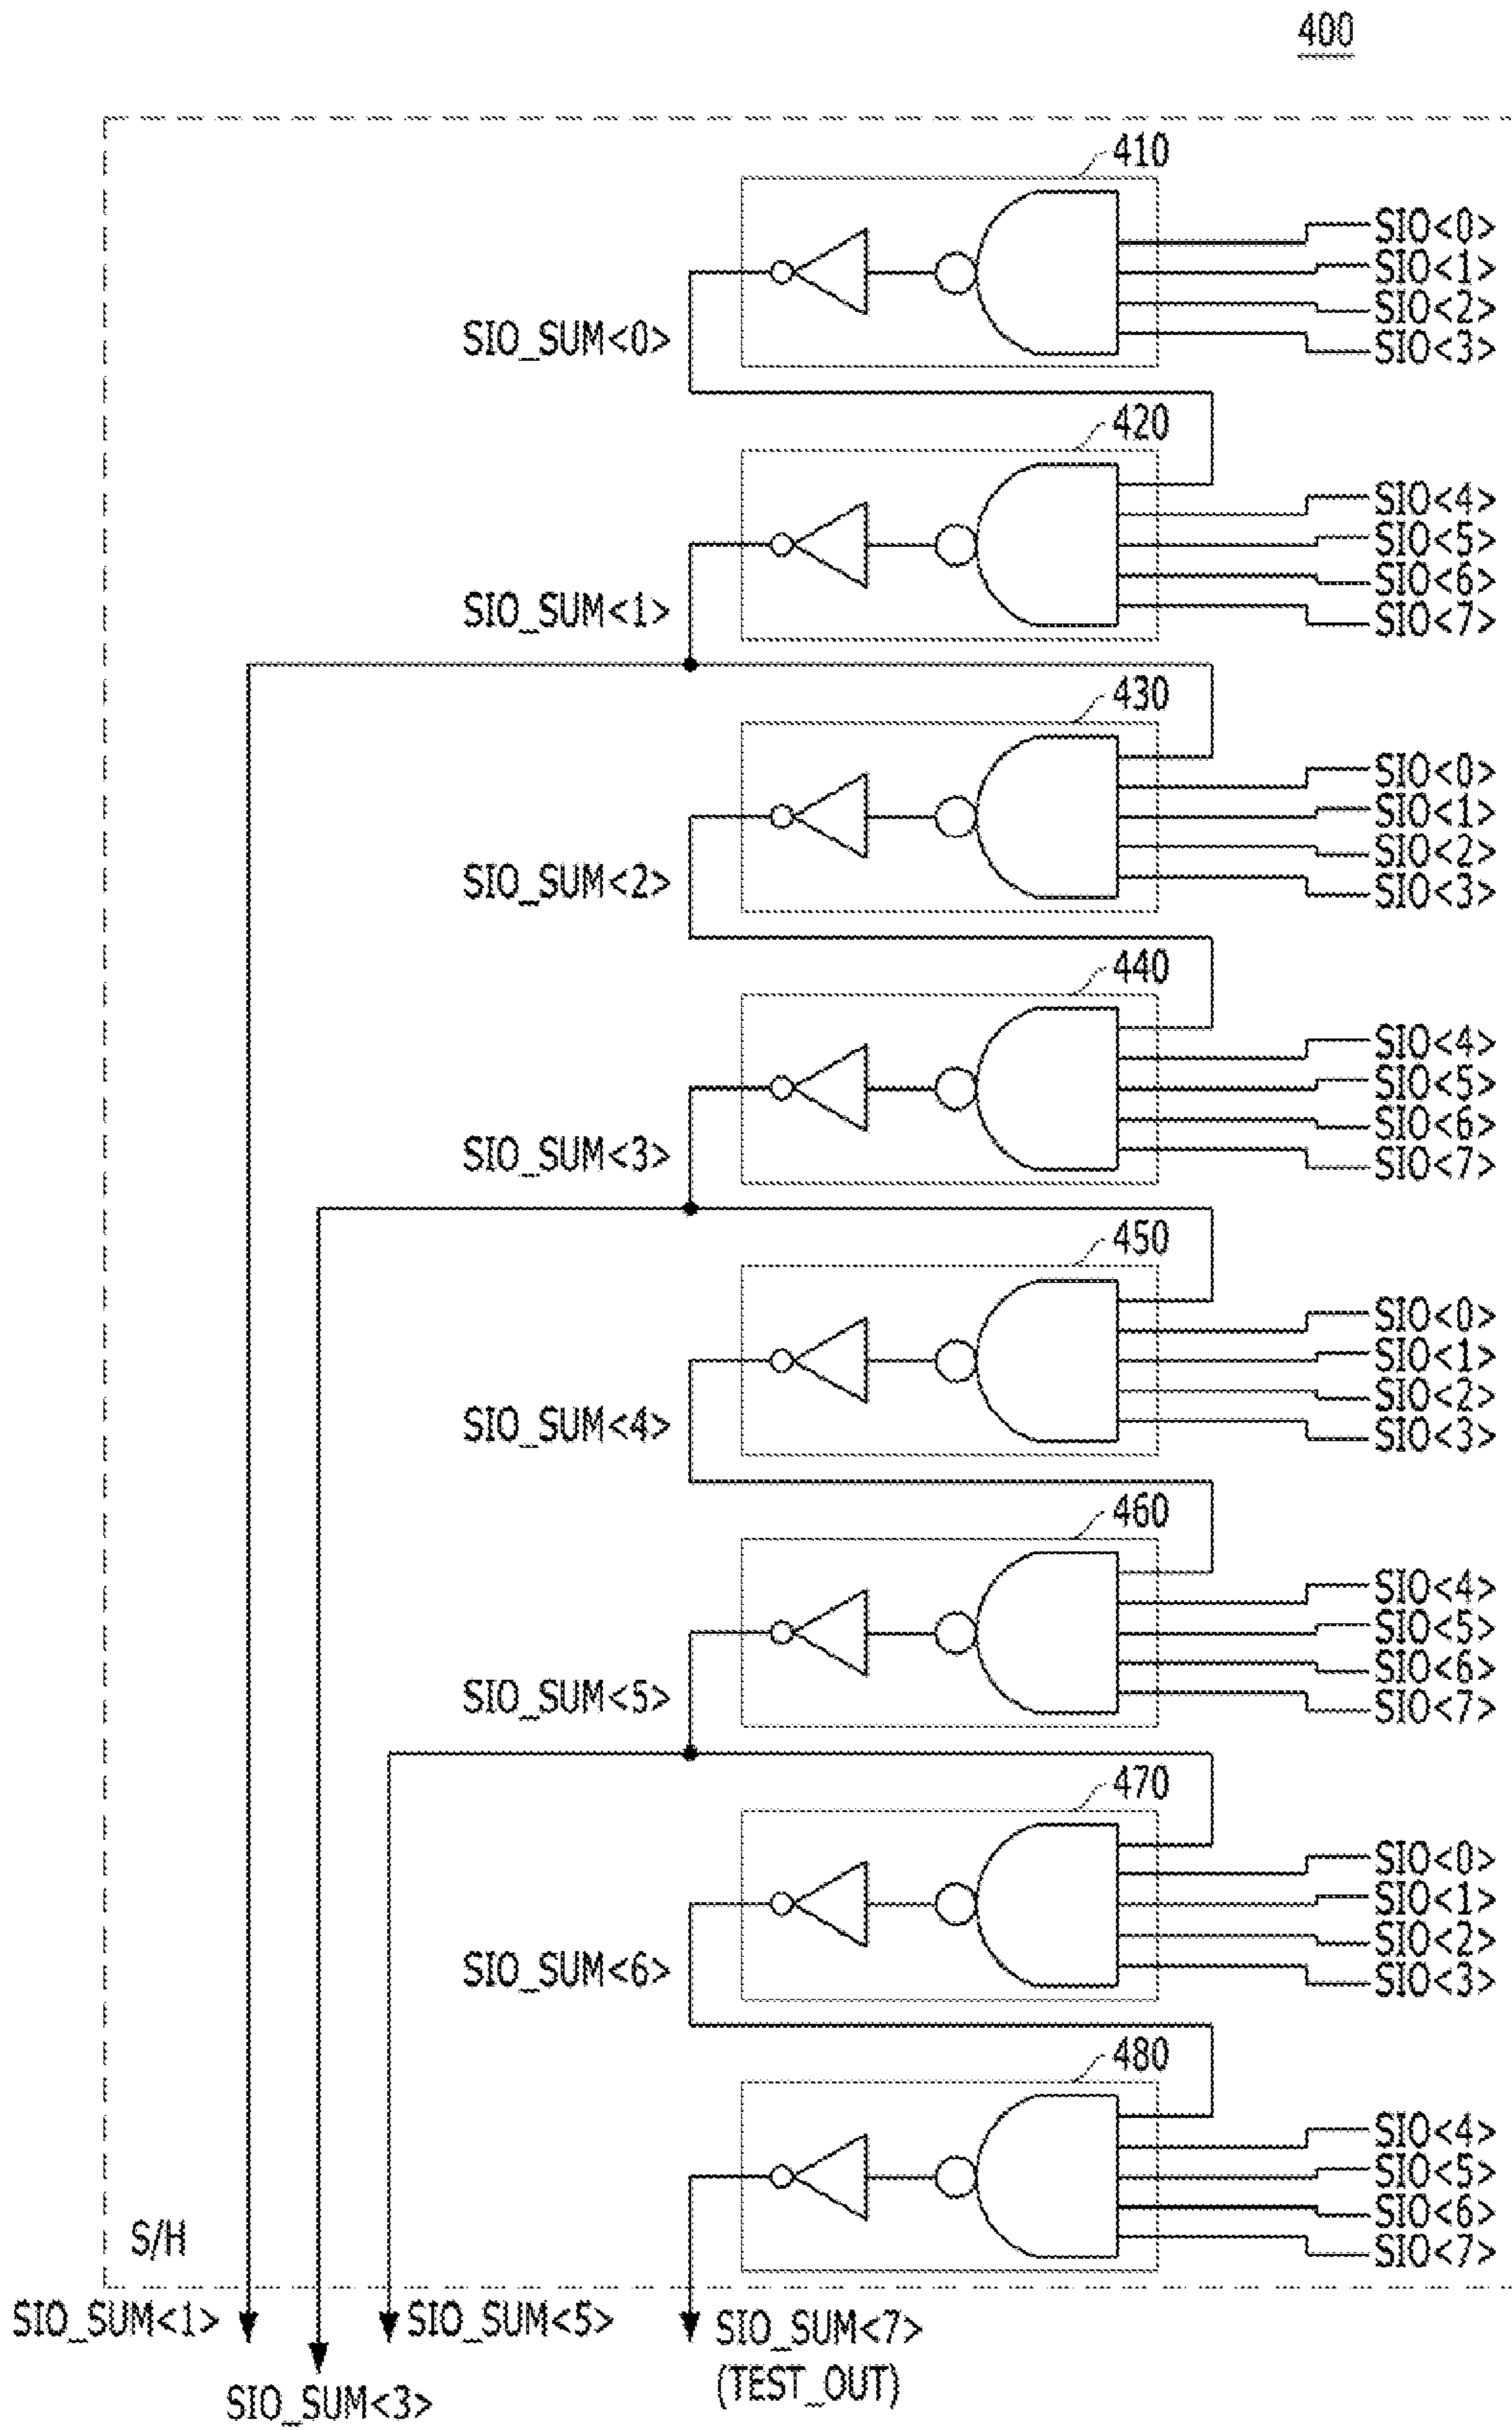 400
410
SIO<0>
SIO<1>
SIO<2>
SIO<3>
SIO_SUM<0>
420
SIO<4>
SIO<5>
SIO<6>
SIO<7>
SIO_SUM<1>
430
SIO<0>
SIO<1>
SIO<2>
SIO<3>
SIO_SUM<2>
440
SIO<4>
SIO<5>
SIO<6>
SIO<7>
SIO_SUM<3>
450
SIO<0>
SIO<1>
SIO<2>
SIO<3>
SIO_SUM<4>
460
SIO<4>
SIO<5>
SIO<6>
SIO<7>
SIO_SUM<5>
470
SIO<0>
SIO<1>
SIO<2>
SIO<3>
SIO_SUM<6>
480
SIO<4>
SIO<5>
SIO<6>
SIO<7>
S/H
SIO_SUM<1>
SIO_SUM<3>
SIO_SUM<5>
SIO_SUM<7>
(TEST_OUT)